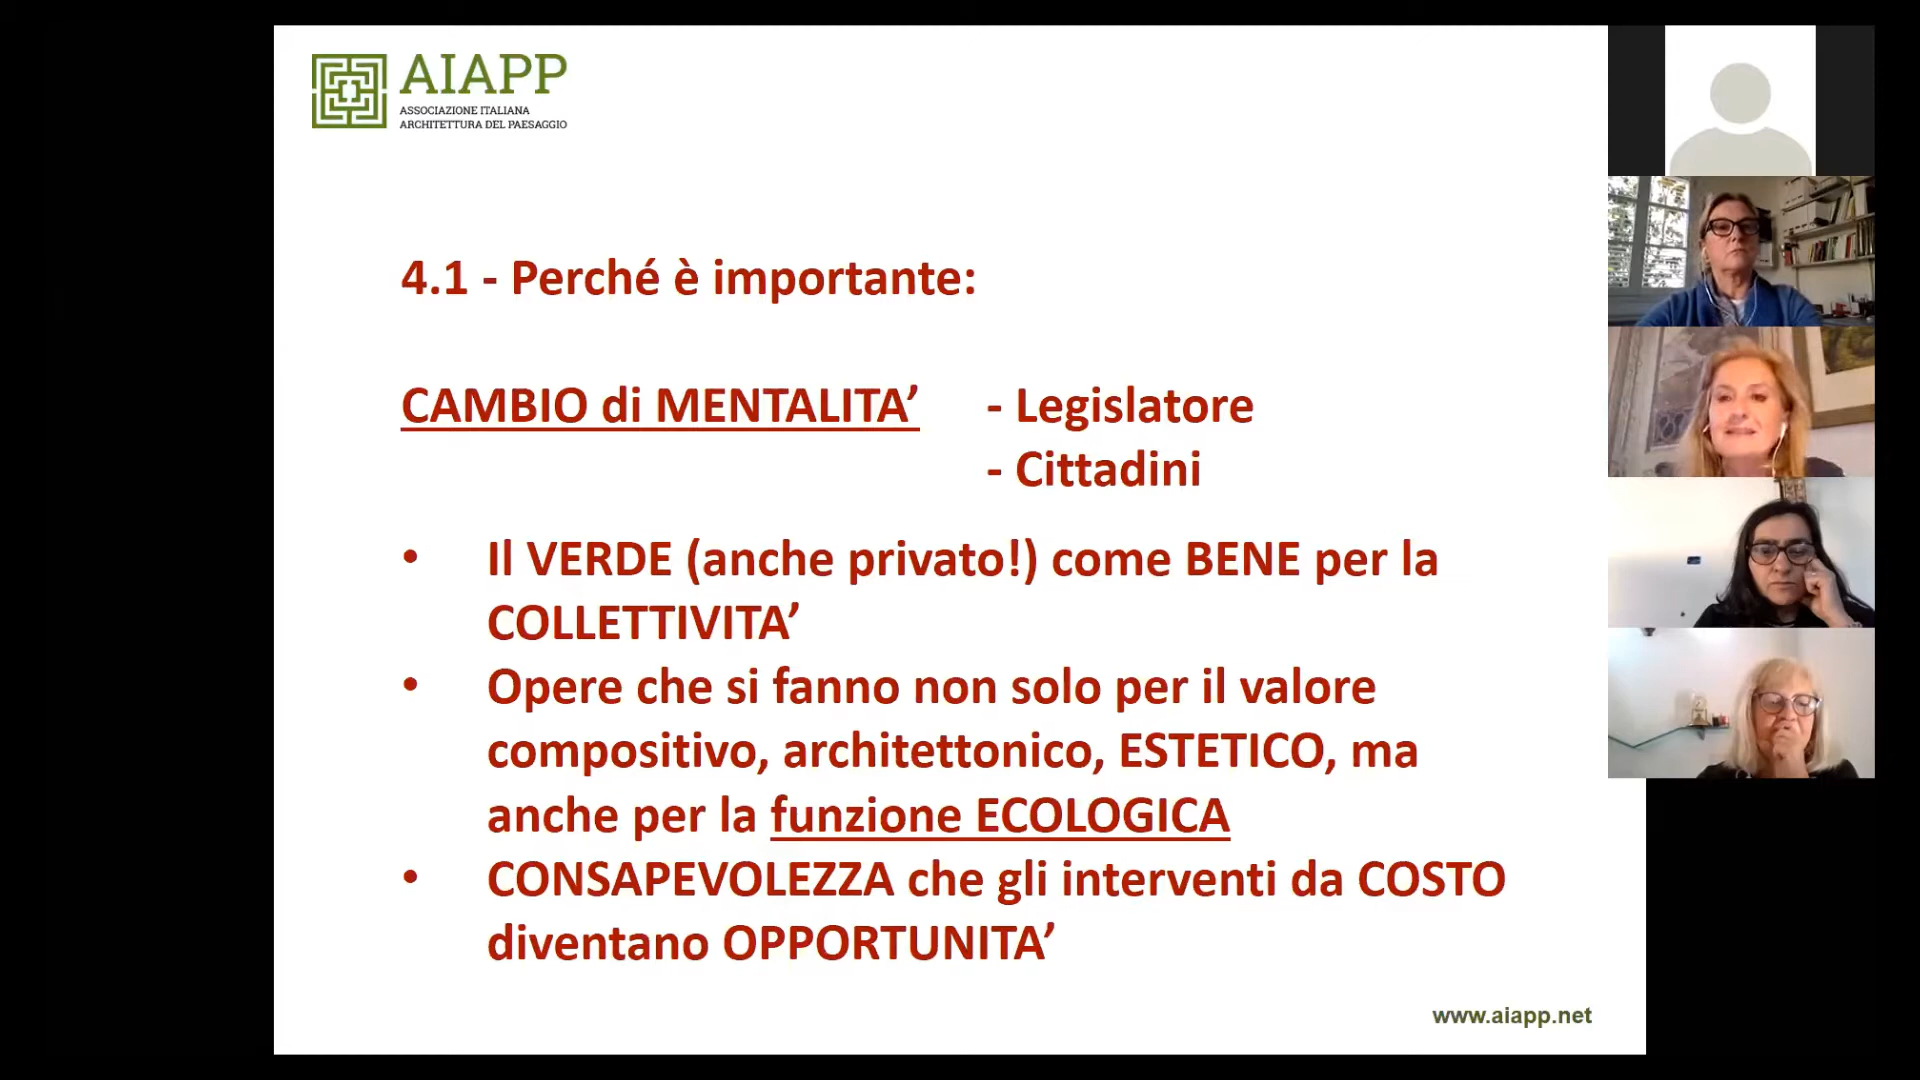 AIAPP
ASSOCIAZIONE ITALIANA
ARCHITETTURA DEL PAESAGGIO
4.1 - Perché è importante:
CAMBIO di MENTALITA’ - Legislatore
- Cittadini
• Il VERDE (anche privato!) come BENE per la
COLLETTIVITA’
• Opere che si fanno non solo per il valore
compositivo, architettonico, ESTETICO, ma
anche per la funzione ECOLOGICA
• CONSAPEVOLEZZA che gli interventi da COSTO
diventano OPPORTUNITA’
www.aiapp.net